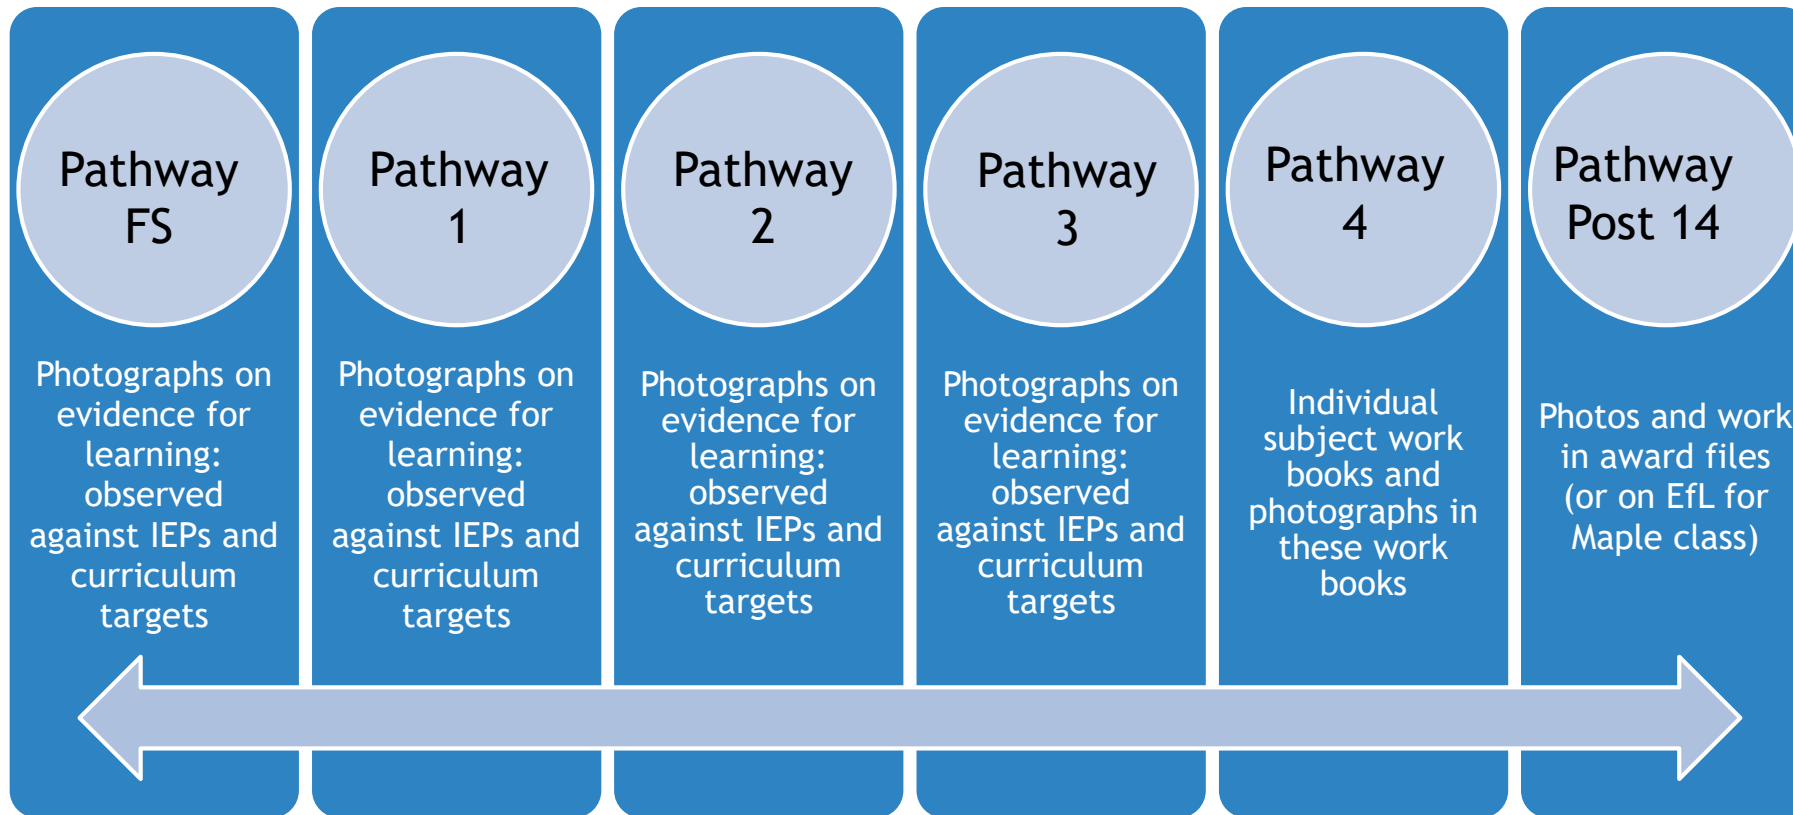 Pathway
FS
Photographs on
evidence for
learning:
observed
against IEPs and
curriculum
targets
Pathway
1
Photographs on
evidence for
learning:
observed
against IEPs and
curriculum
targets
Pathway
2
Photographs on
evidence for
learning:
observed
against IEPs and
curriculum
targets
Pathway
3
Photographs on
evidence for
learning:
observed
against IEPs and
curriculum
targets
Pathway
4
Individual
subject work
books and
photographs in
these work
books
Pathway
Post 14
Photos and work
in award files
(or on EfL for
Maple class)